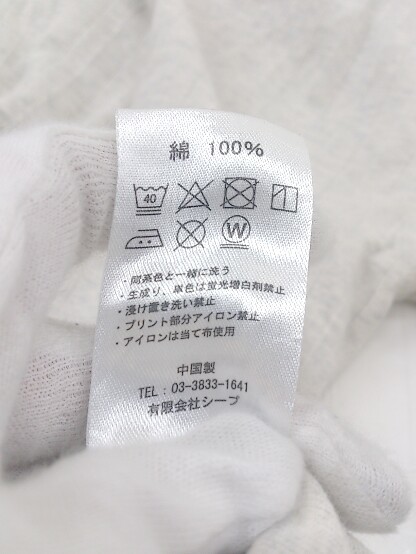 綿 100%
40
W
・同系色と一緒に洗う
・生成り、単色は蛍光増白剤禁止
・浸け置き洗い禁止
・プリント部分アイロン禁止
・アイロンは当て布使用
中国製
TEL：03-3833-1641
有限会社シープ